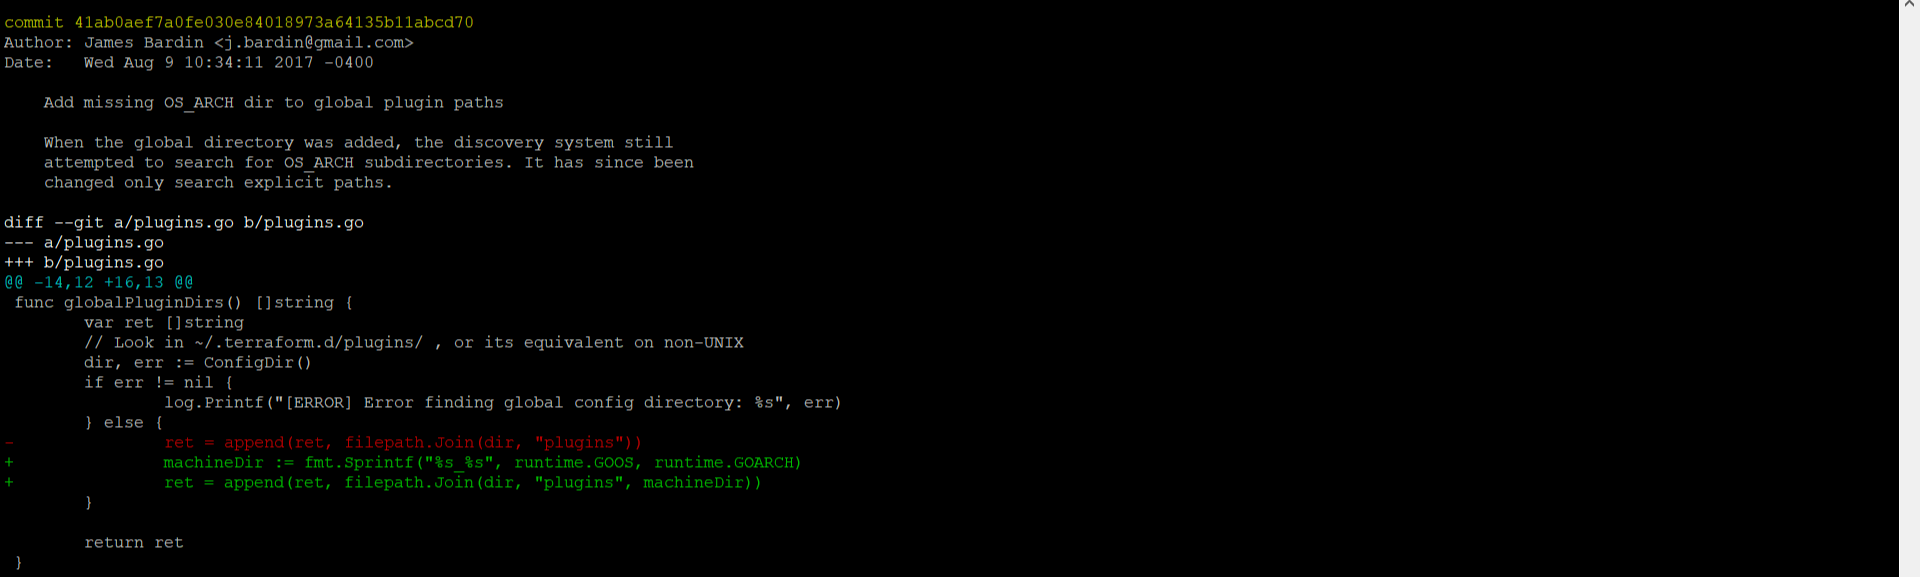 commit 41ab0aef7a0fe030e84018973a64135b11abcd70
Author: James Bardin <j.bardin@gmail.com>
Date:   Wed Aug 9 10:34:11 2017 -0400

    Add missing OS_ARCH dir to global plugin paths

    When the global directory was added, the discovery system still
    attempted to search for OS_ARCH subdirectories. It has since been
    changed only search explicit paths.

diff --git a/plugins.go b/plugins.go
--- a/plugins.go
+++ b/plugins.go
@@ -14,12 +16,13 @@
 func globalPluginDirs() []string {
        var ret []string
        // Look in ~/.terraform.d/plugins/ , or its equivalent on non-UNIX
        dir, err := ConfigDir()
        if err != nil {
                log.Printf("[ERROR] Error finding global config directory: %s", err)
        } else {
-               ret = append(ret, filepath.Join(dir, "plugins"))
+               machineDir := fmt.Sprintf("%s_%s", runtime.GOOS, runtime.GOARCH)
+               ret = append(ret, filepath.Join(dir, "plugins", machineDir))
        }

        return ret
 }